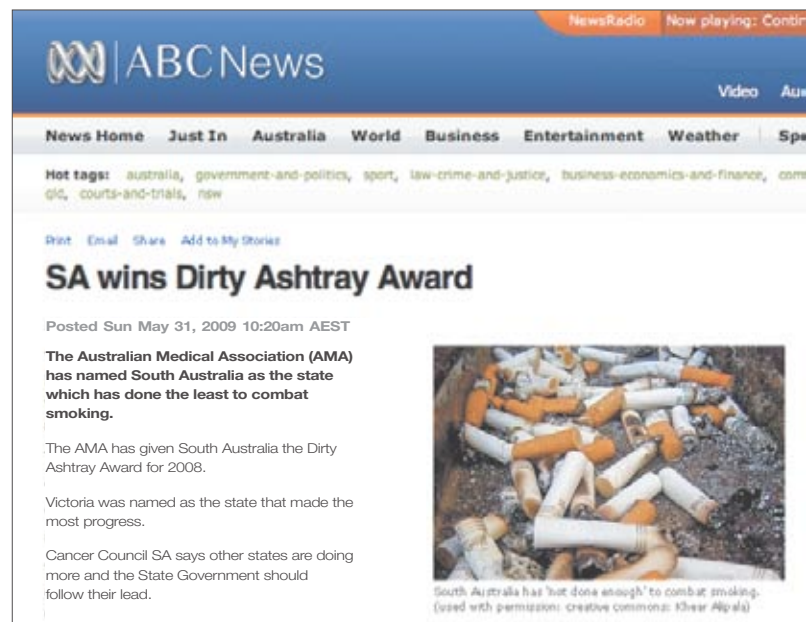 NewsRadio Now playing:
ABC News
Video
News Home Just In Australia World Business Entertainment Weather
Hot tags: australia, government-and-politics, sport, law-crime-and-justice, business-economics-and-finance,
qld, courts-and-trials, nsw
Print Email Share Add to My Stories
SA wins Dirty Ashtray Award
Posted Sun May 31, 2009 10:20am AEST
The Australian Medical Association (AMA)
has named South Australia as the state
which has done the least to combat
smoking.
The AMA has given South Australia the Dirty
Ashtray Award for 2008.
Victoria was named as the state that made the
most progress.
Cancer Council SA says other states are doing
more and the State Government should
follow their lead.
South Australia has 'not done enough' to combat smoking.
(used with permission: creative commons: Khear Alipala)